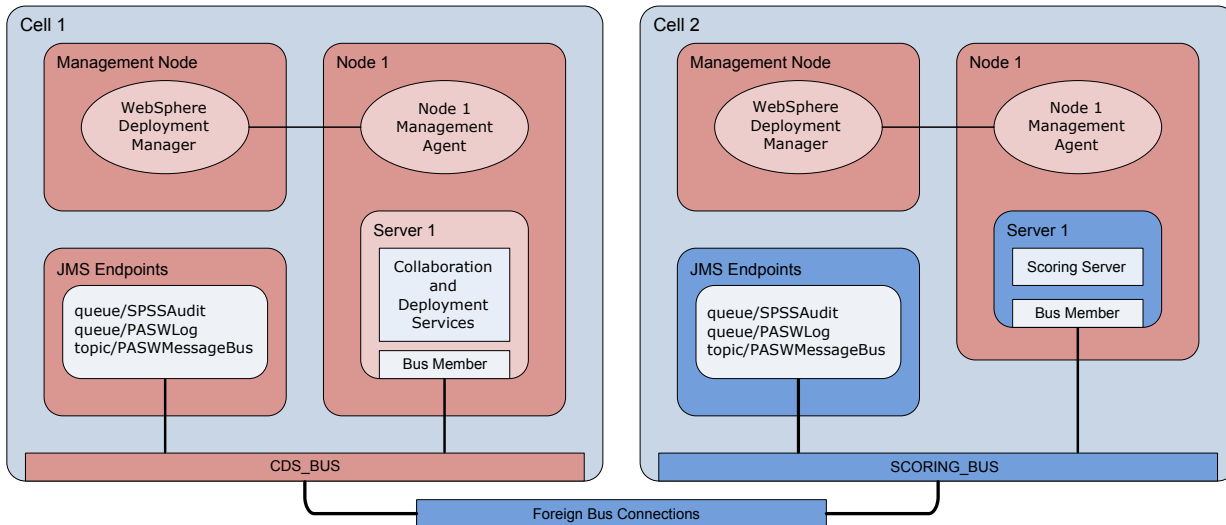 Cell 1
Management Node
WebSphere
Deployment
Manager
Node 1
Node 1
Management
Agent
Server 1
Collaboration
and
Deployment
Services
Bus Member
JMS Endpoints
queue/SPSSAudit
queue/PASWLog
topic/PASWMessageBus
CDS_BUS
Cell 2
Management Node
WebSphere
Deployment
Manager
Node 1
Node 1
Management
Agent
Server 1
Scoring Server
Bus Member
JMS Endpoints
queue/SPSSAudit
queue/PASWLog
topic/PASWMessageBus
SCORING_BUS
Foreign Bus Connections